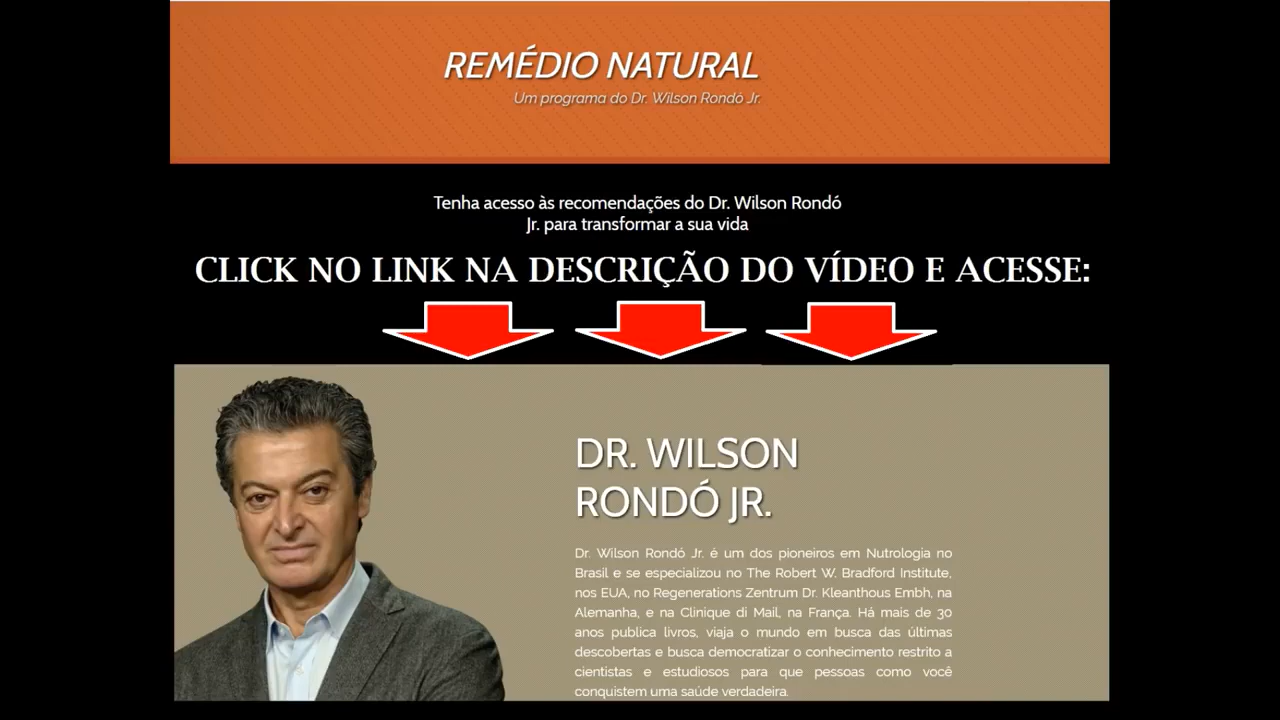 REMÉDIO NATURAL
Um programa do Dr. Wilson Rondó Jr.
Tenha acesso às recomendações do Dr. Wilson Rondó
Jr. para transformar a sua vida
CLICK NO LINK NA DESCRIÇÃO DO VÍDEO E ACESSE:
DR. WILSON
RONDÓ JR.
Dr. Wilson Rondó Jr. é um dos pioneiros em Nutrologia no
Brasil e se especializou no The Robert W. Bradford Institute,
nos EUA, no Regenerations Zentrum Dr. Kleanthous Embh, na
Alemanha, e na Clinique di Mail, na França. Há mais de 30
anos publica livros, viaja o mundo em busca das últimas
descobertas e busca democratizar o conhecimento restrito a
cientistas e estudiosos para que pessoas como você
conquistem uma saúde verdadeira.